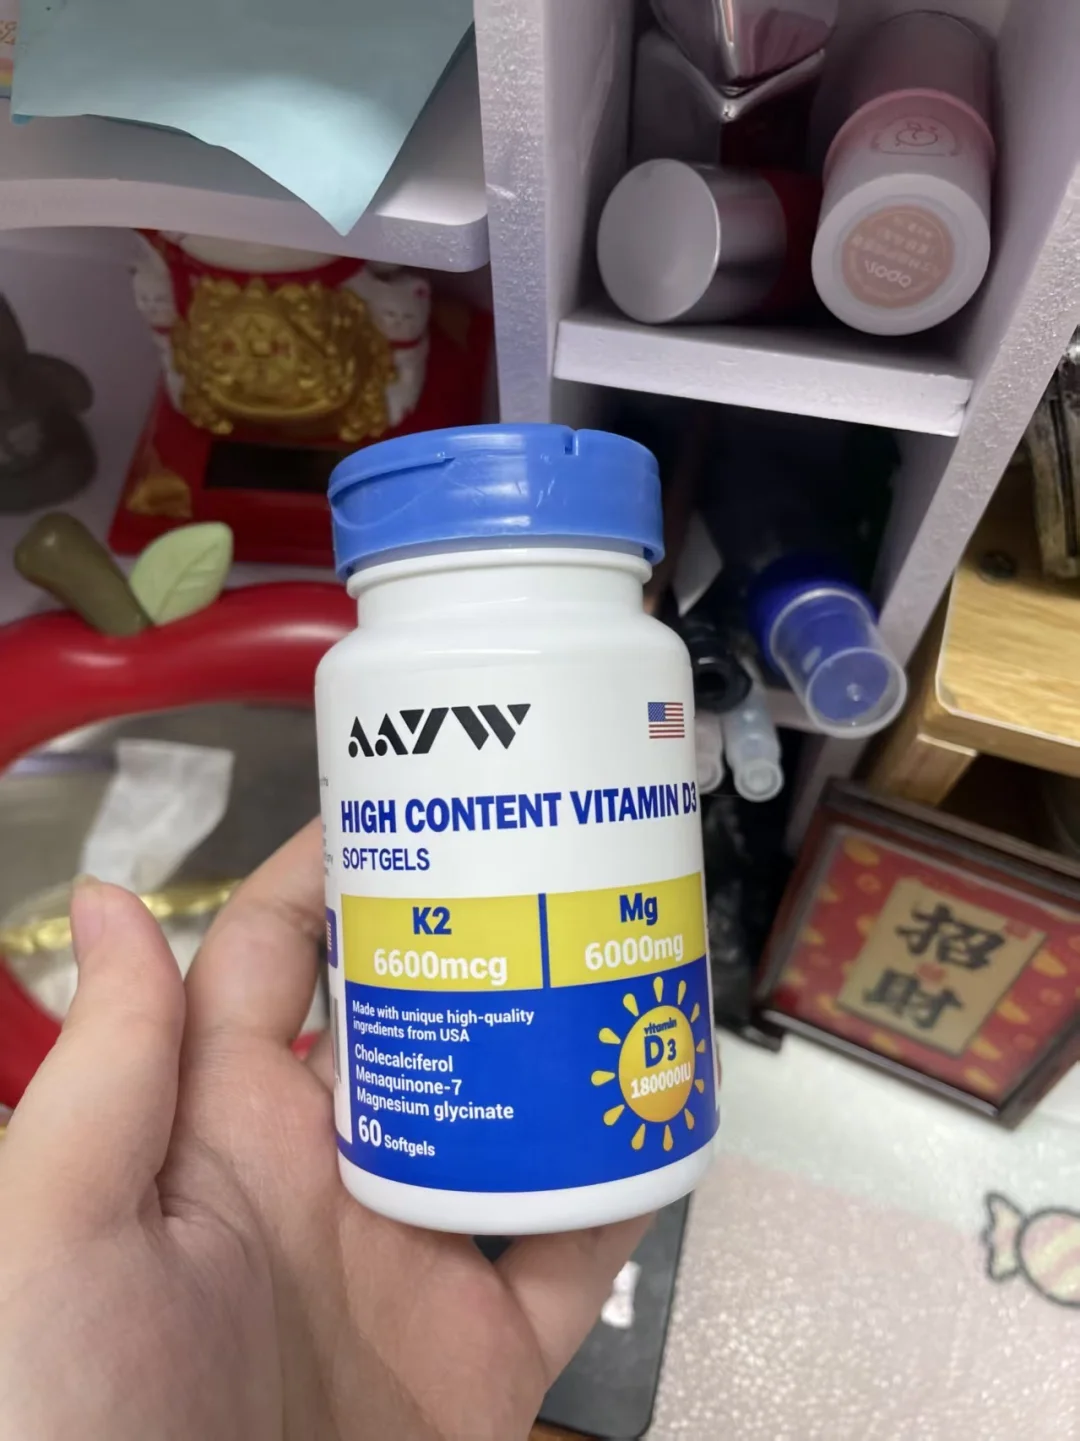 AAYW
HIGH CONTENT VITAMIN D3
SOFTGELS
K2
6600mcg
Mg
6000mg
Made with unique high-quality
ingredients from USA
Cholecalciferol
Menaquinone-7
Magnesium glycinate
60 Softgels
vitamin
D3
180000IU
招
財